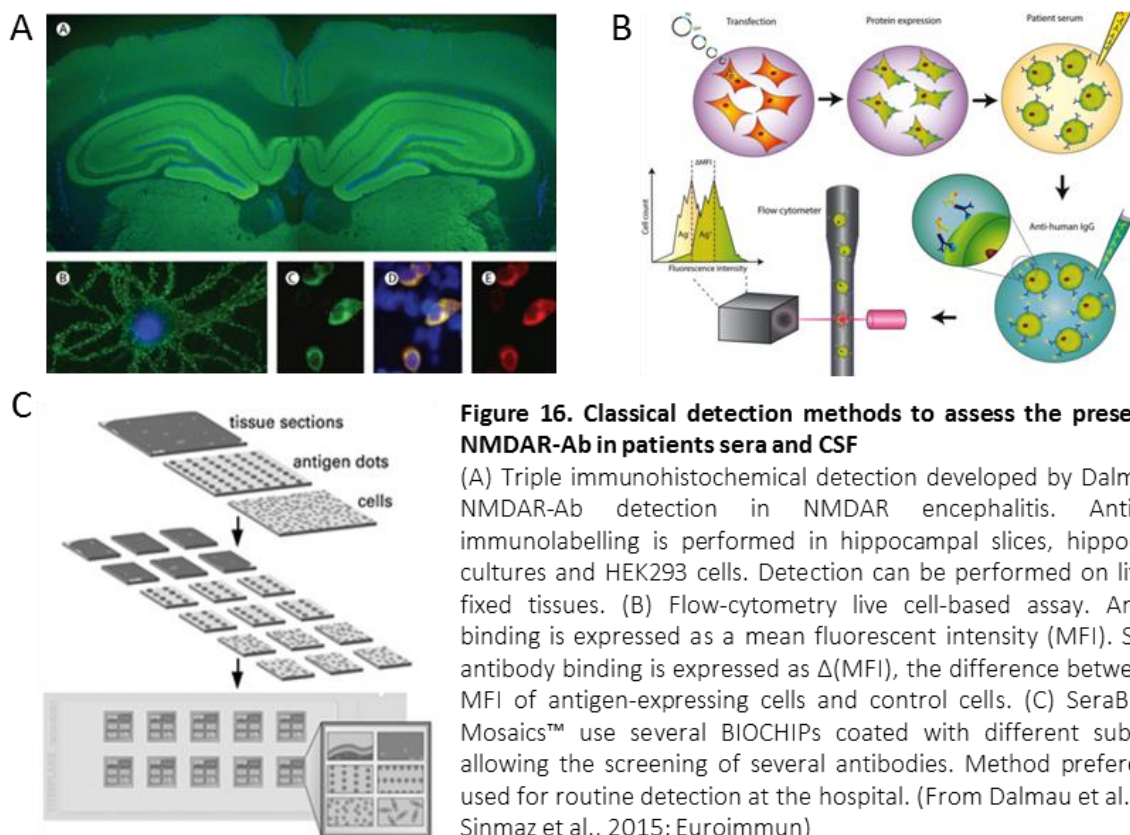 A
A
B
C
D
E
B
Transfection
Protein expression
Patient serum
ΔMFI
Cell count
Ag⁻
Ag⁺
Fluorescence intensity
Flow cytometer
Anti-human IgG
C
tissue sections
antigen dots
cells
Figure 16. Classical detection methods to assess the prese
NMDAR-Ab in patients sera and CSF
(A) Triple immunohistochemical detection developed by Dalm
NMDAR-Ab detection in NMDAR encephalitis. Anti
immunolabelling is performed in hippocampal slices, hippo
cultures and HEK293 cells. Detection can be performed on li
fixed tissues. (B) Flow-cytometry live cell-based assay. An
binding is expressed as a mean fluorescent intensity (MFI). S
antibody binding is expressed as Δ(MFI), the difference betwe
MFI of antigen-expressing cells and control cells. (C) SeraB
Mosaics™ use several BIOCHIPs coated with different sub
allowing the screening of several antibodies. Method prefere
used for routine detection at the hospital. (From Dalmau et al.
Sinmaz et al., 2015; Euroimmun)